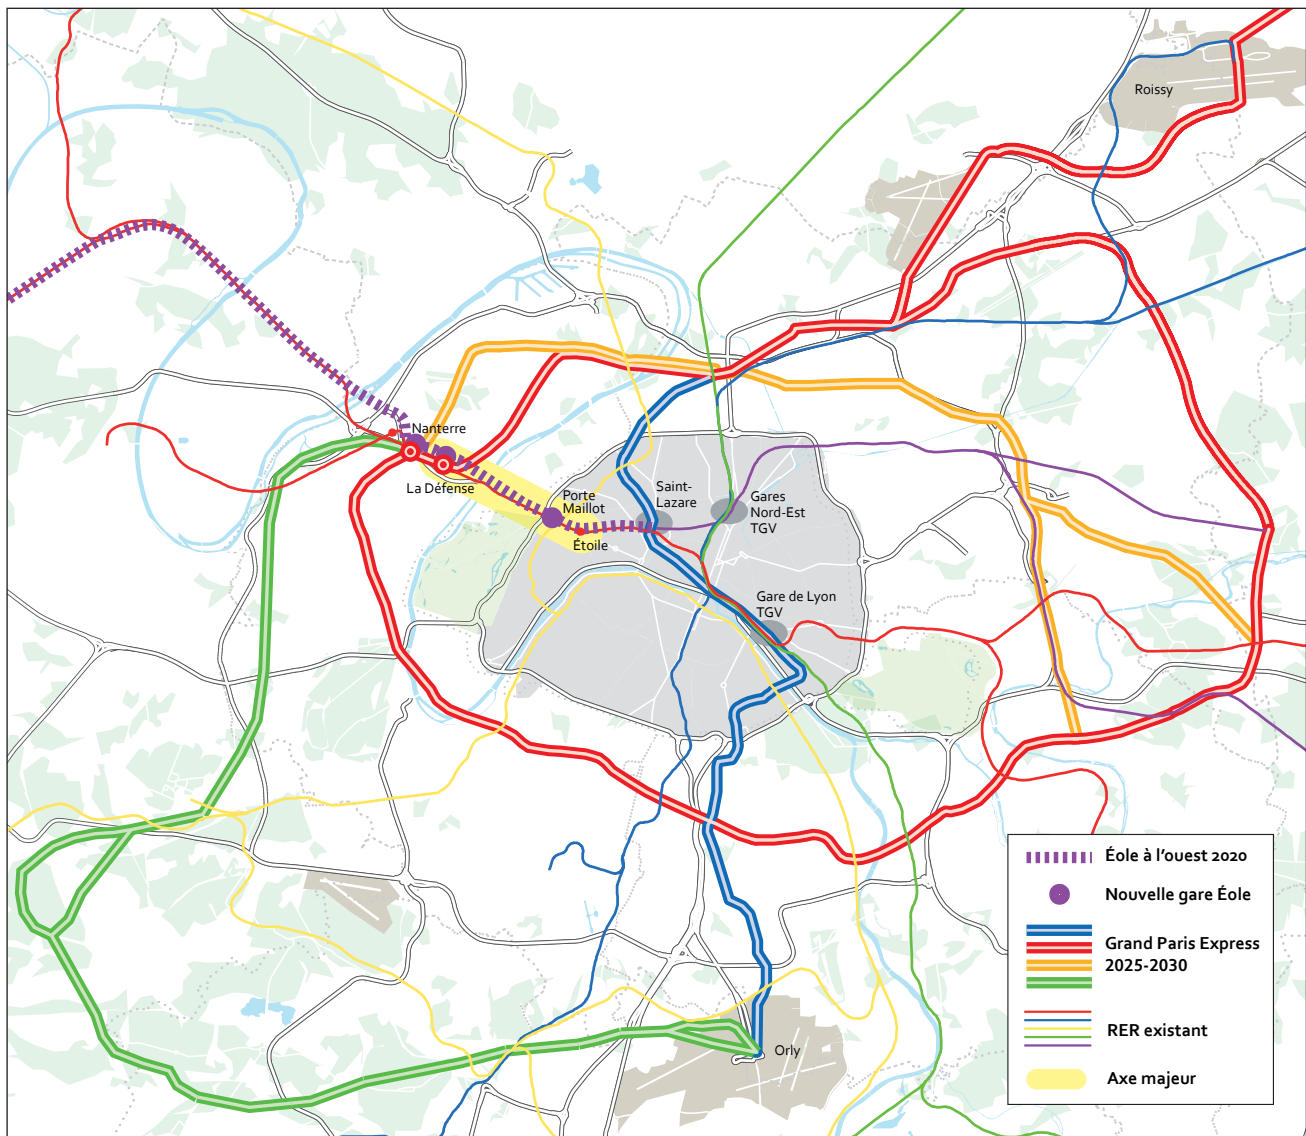 Roissy
Nanterre
La Défense
Porte
Maillot
Étoile
Saint-
Lazare
Gares
Nord-Est
TGV
Gare de Lyon
TGV
Orly
Éole à l'ouest 2020
Nouvelle gare Éole
Grand Paris Express
2025-2030
RER existant
Axe majeur